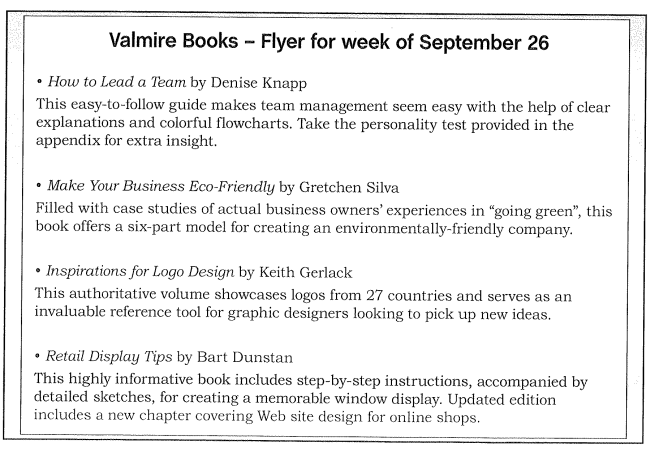 Valmire Books – Flyer for week of September 26
• How to Lead a Team by Denise Knapp
This easy-to-follow guide makes team management seem easy with the help of clear
explanations and colorful flowcharts. Take the personality test provided in the
appendix for extra insight.
• Make Your Business Eco-Friendly by Gretchen Silva
Filled with case studies of actual business owners’ experiences in “going green”, this
book offers a six-part model for creating an environmentally-friendly company.
• Inspirations for Logo Design by Keith Gerlack
This authoritative volume showcases logos from 27 countries and serves as an
invaluable reference tool for graphic designers looking to pick up new ideas.
• Retail Display Tips by Bart Dunstan
This highly informative book includes step-by-step instructions, accompanied by
detailed sketches, for creating a memorable window display. Updated edition
includes a new chapter covering Web site design for online shops.